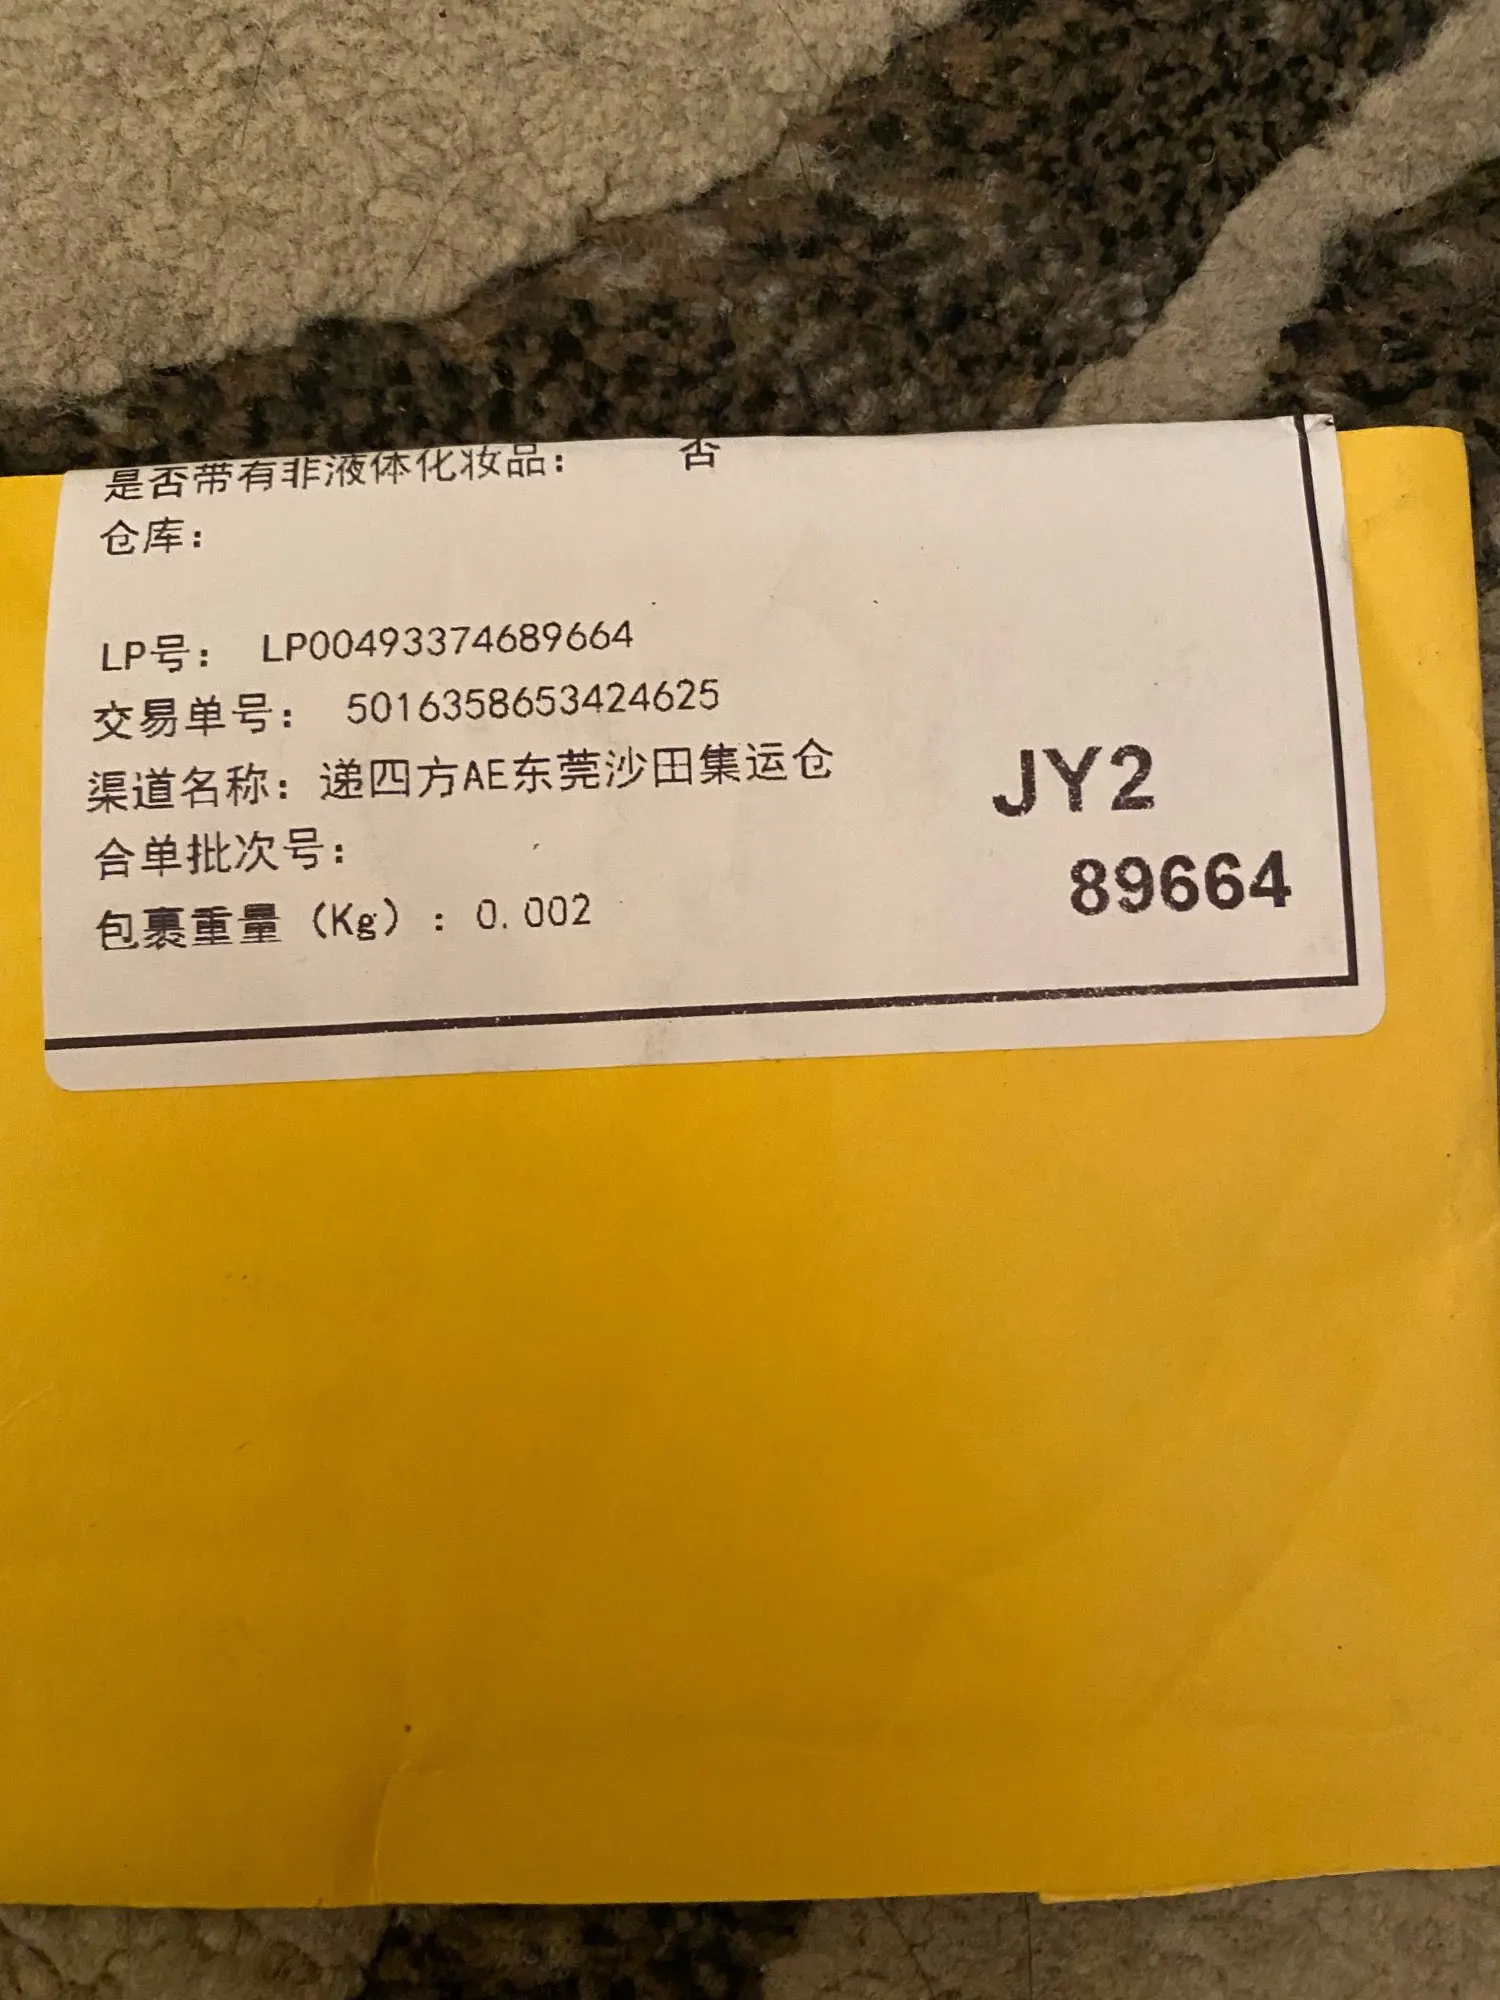 是否带有非液体化妆品： 否
仓库：
LP号： LP00493374689664
交易单号： 5016358653424625
渠道名称：递四方AE东莞沙田集运仓
合单批次号：
包裹重量（Kg）：0.002
JY2
89664